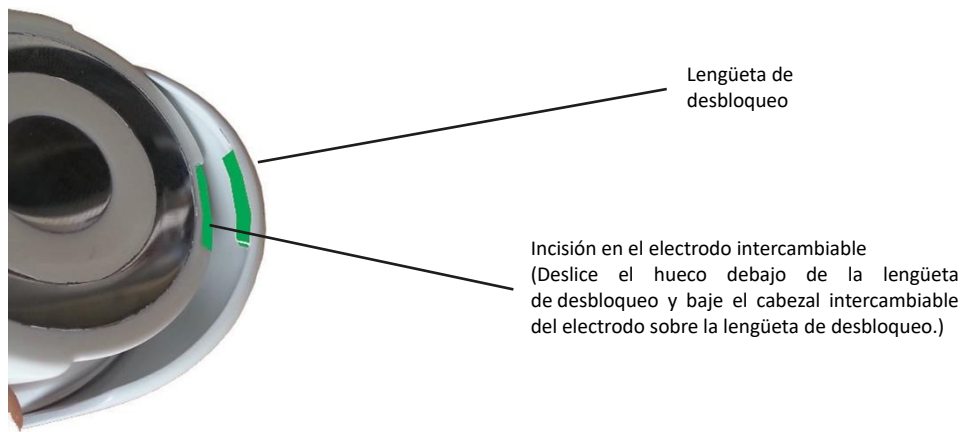 Lengüeta de
desbloqueo
Incisión en el electrodo intercambiable
(Deslice el hueco debajo de la lengüeta
de desbloqueo y baje el cabezal intercambiable
del electrodo sobre la lengüeta de desbloqueo.)